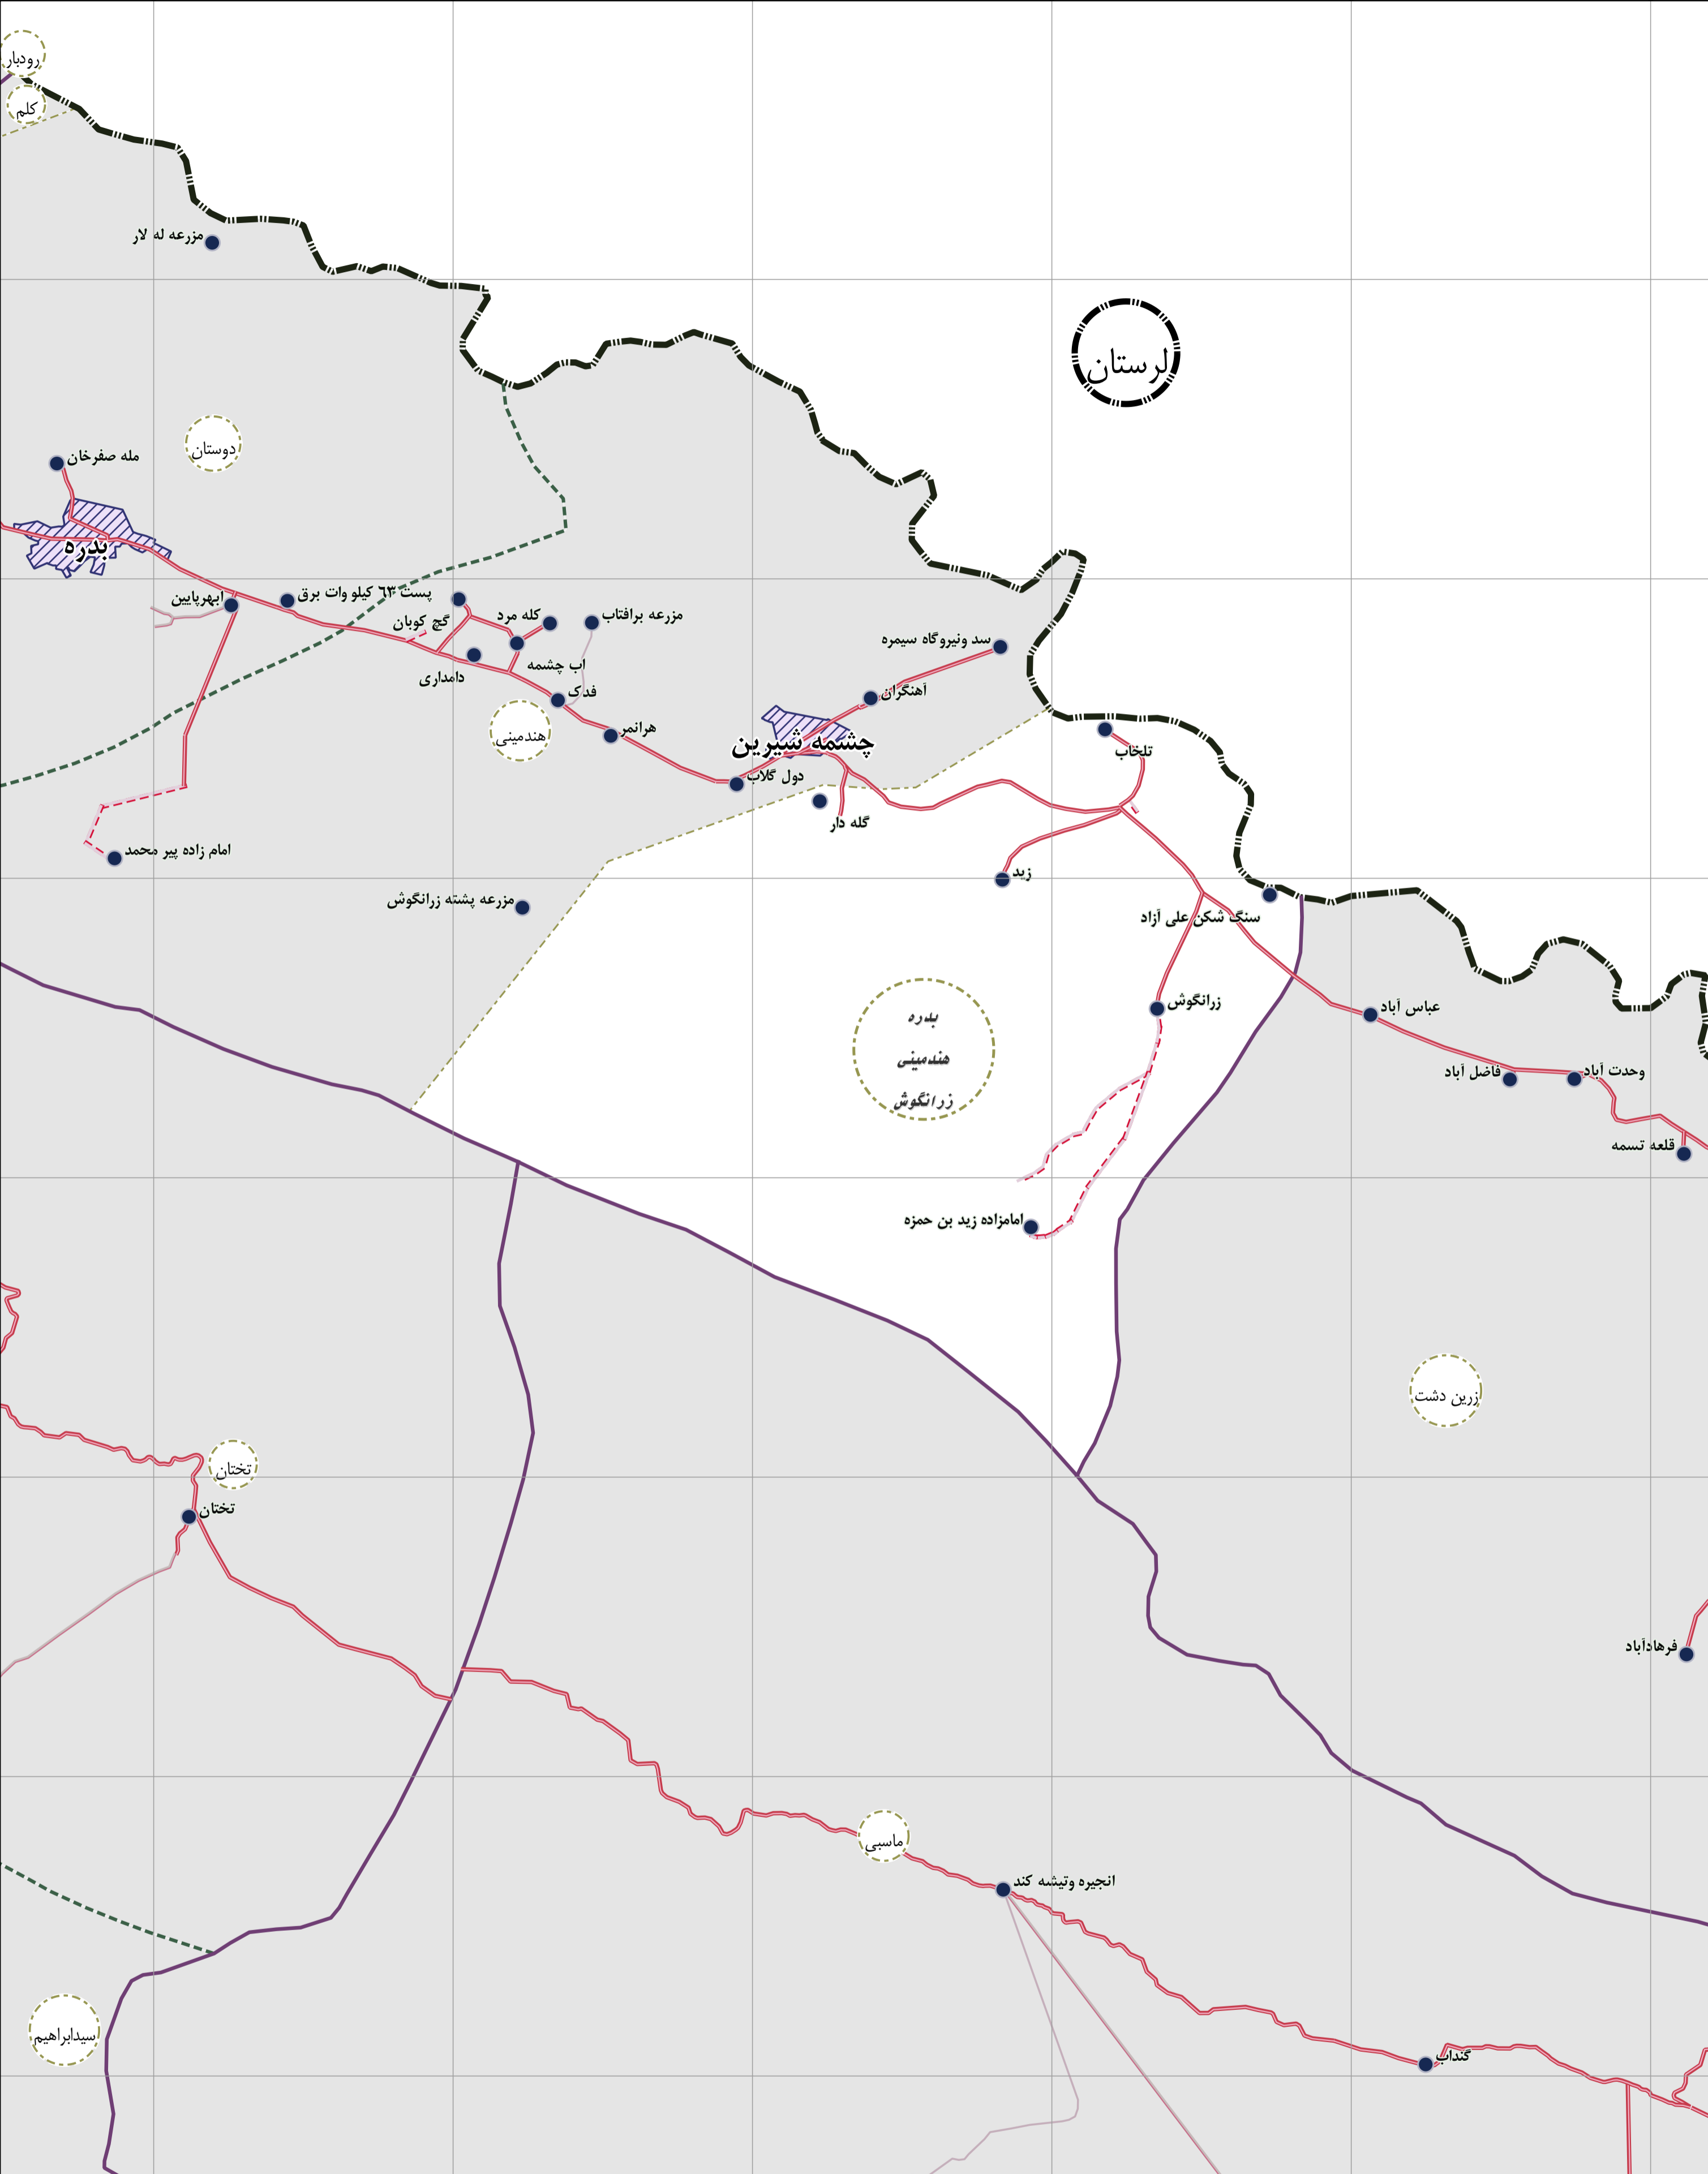 رودبار
کلم
مزرعه له لار
لرستان
دوستان
مله صفرخان
بدره
ابهرپایین
پست ٦٣ کیلو وات برق
گچ کوبان
کله مرد
مزرعه برافتاب
اب چشمه
دامداری
فدک
هندمینی
هرانمر
سد ونیروگاه سیمره
آهنگران
چشمه شیرین
دول گلاب
گله دار
تلخاب
زید
امام زاده پیر محمد
مزرعه پشته زرانگوش
سنگ شکن علی آزاد
زرانگوش
بدره
هندمینی
زرانگوش
عباس آباد
فاضل آباد
وحدت آباد
قلعه تسمه
امامزاده زید بن حمزه
زرین دشت
تختان
تختان
فرهادآباد
ماسبی
انجیره وتیشه کند
سیدابراهیم
گنداب